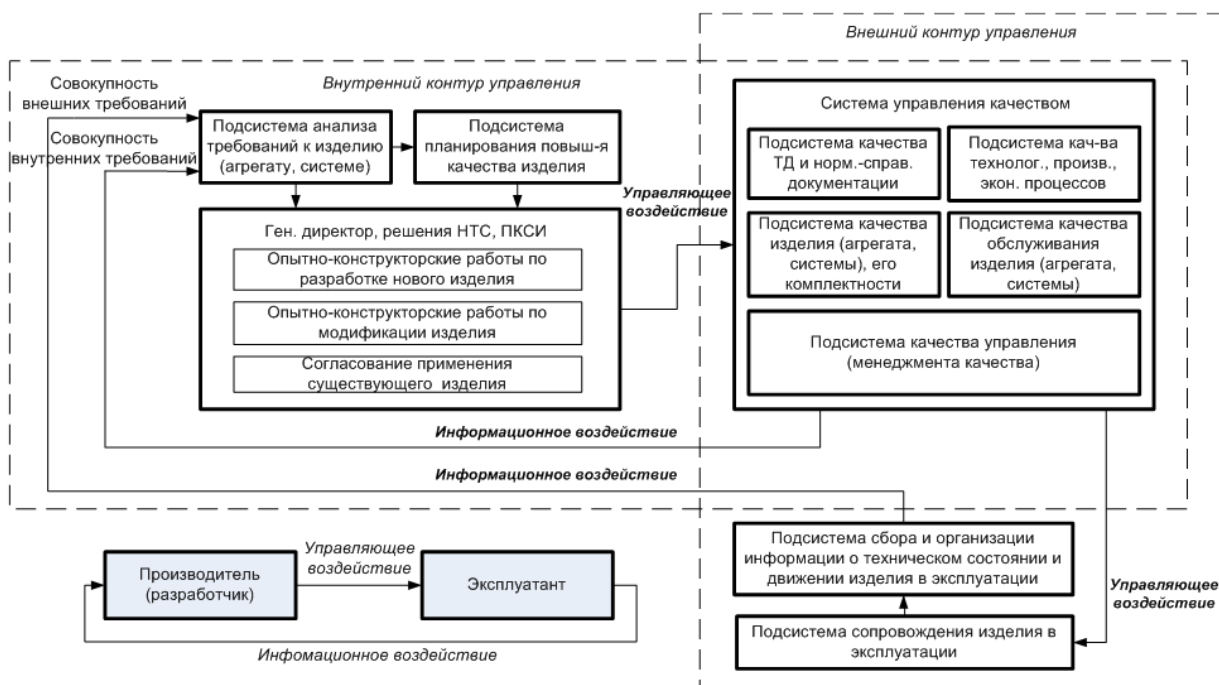 Внешний контур управления
Внутренний контур управления
Совокупность
внешних требований
Совокупность
внутренних требований
Подсистема анализа
требований к изделию
(агрегату, системе)
Подсистема
планирования повыш-я
качества изделия
Управляющее
воздействие
Ген. директор, решения НТС, ПКСИ
Опытно-конструкторские работы по
разработке нового изделия
Опытно-конструкторские работы по
модификации изделия
Согласование применения
существующего изделия
Система управления качеством
Подсистема качества
ТД и норм.-справ.
документации
Подсистема кач-ва
технолог., произв.,
экон. процессов
Подсистема качества
изделия (агрегата,
системы), его
комплектности
Подсистема качества
обслуживания
изделия (агрегата,
системы)
Подсистема качества управления
(менеджмента качества)
Информационное воздействие
Информационное воздействие
Подсистема сбора и организации
информации о техническом состоянии и
движении изделия в эксплуатации
Управляющее
воздействие
Подсистема сопровождения изделия в
эксплуатации
Производитель
(разработчик)
Управляющее
воздействие
Эксплуатант
Инфомационное воздействие